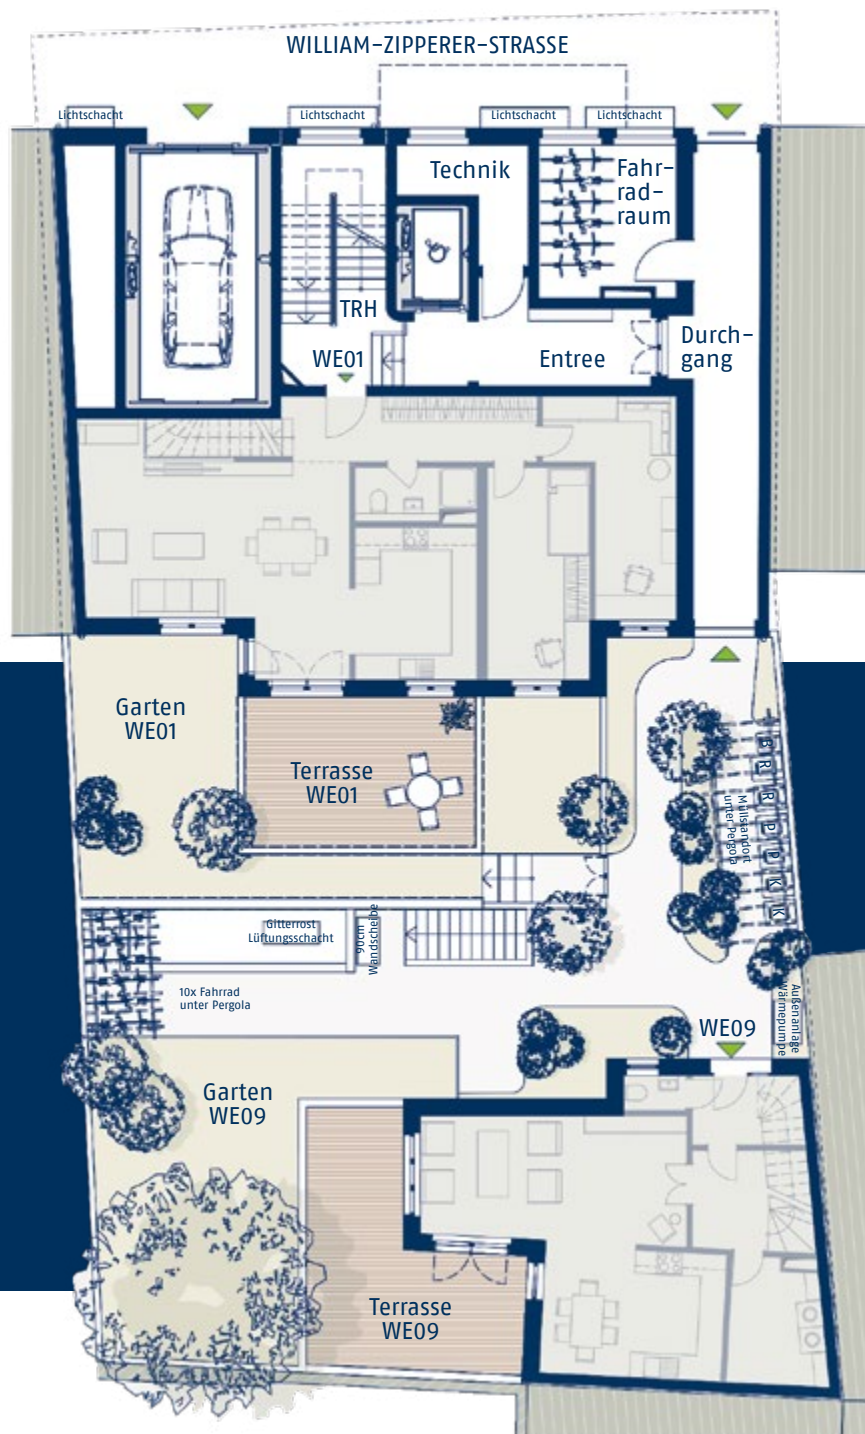 WILLIAM-ZIPPERER-STRASSE
Lichtschacht
Lichtschacht
Lichtschacht
Lichtschacht
Technik
Fahr-
rad-
raum
TRH
WE01
Entree
Durch-
gang
Garten
WE01
Terrasse
WE01
B
R
R
P
P
K
K
Müllstandort
unter Pergola
Gitterrost
Lüftungsschacht
90cm
Wandscheibe
10x Fahrrad
unter Pergola
Außenanlage
Wärmepumpe
WE09
Garten
WE09
Terrasse
WE09